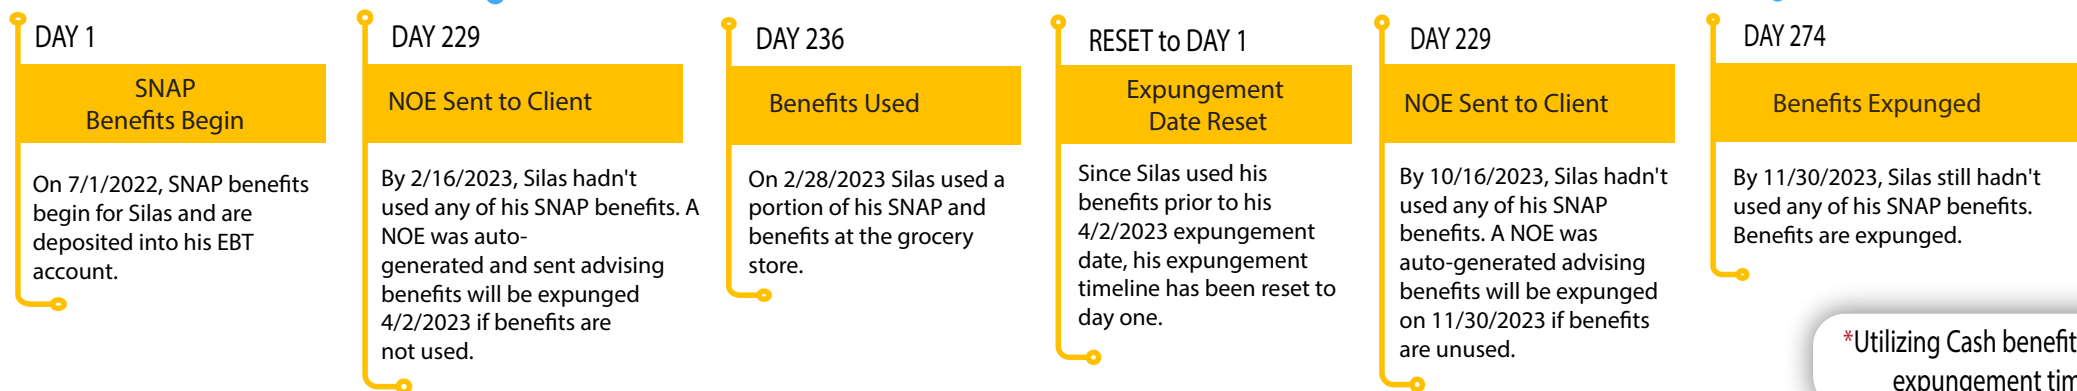 DAY 1
SNAP
Benefits Begin
On 7/1/2022, SNAP benefits
begin for Silas and are
deposited into his EBT
account.
DAY 229
NOE Sent to Client
By 2/16/2023, Silas hadn't
used any of his SNAP benefits. A
NOE was auto-
generated and sent advising
benefits will be expunged
4/2/2023 if benefits are
not used.
DAY 236
Benefits Used
On 2/28/2023 Silas used a
portion of his SNAP and
benefits at the grocery
store.
RESET to DAY 1
Expungement
Date Reset
Since Silas used his
benefits prior to his
4/2/2023 expungement
date, his expungement
timeline has been reset to
day one.
DAY 229
NOE Sent to Client
By 10/16/2023, Silas hadn't
used any of his SNAP
benefits. A NOE was
auto-generated advising
benefits will be expunged
on 11/30/2023 if benefits
are unused.
DAY 274
Benefits Expunged
By 11/30/2023, Silas still hadn't
used any of his SNAP benefits.
Benefits are expunged.
*Utilizing Cash benefit
expungement tim